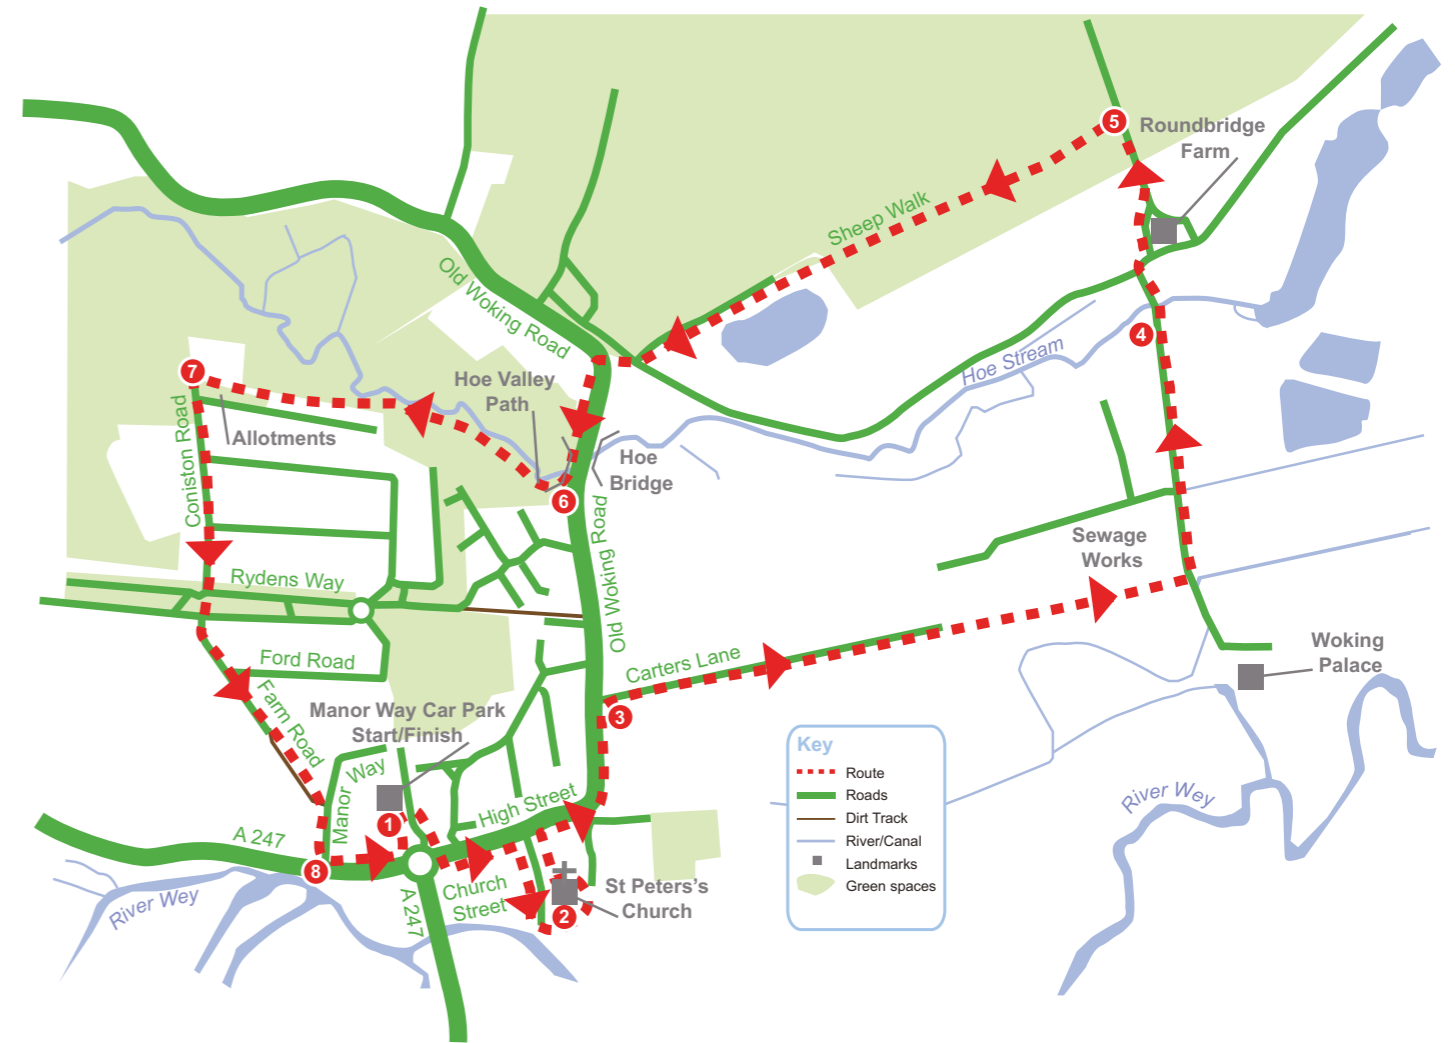 5
Roundbridge
Farm
Sheep Walk
Old Woking Road
4
Hoe Stream
7
Hoe Valley
Path
Allotments
Coniston Road
Hoe
Bridge
6
Old Woking Road
Sewage
Works
Rydens Way
Ford Road
Farm Road
Carters Lane
Woking
Palace
3
Manor Way Car Park
Start/Finish
Manor Way
1
High Street
A 247
8
River Wey
A 247
Church
Street
2
St Peters's
Church
River Wey
Key
Route
Roads
Dirt Track
River/Canal
Landmarks
Green spaces